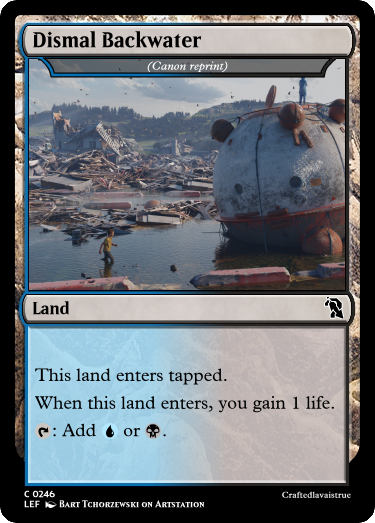 Dismal Backwater
(Canon reprint)
Land
This land enters tapped.
When this land enters, you gain 1 life.
: Add or .
C 0246
LEF Bart Tchorzewski on Artstation
Craftedlavaistrue